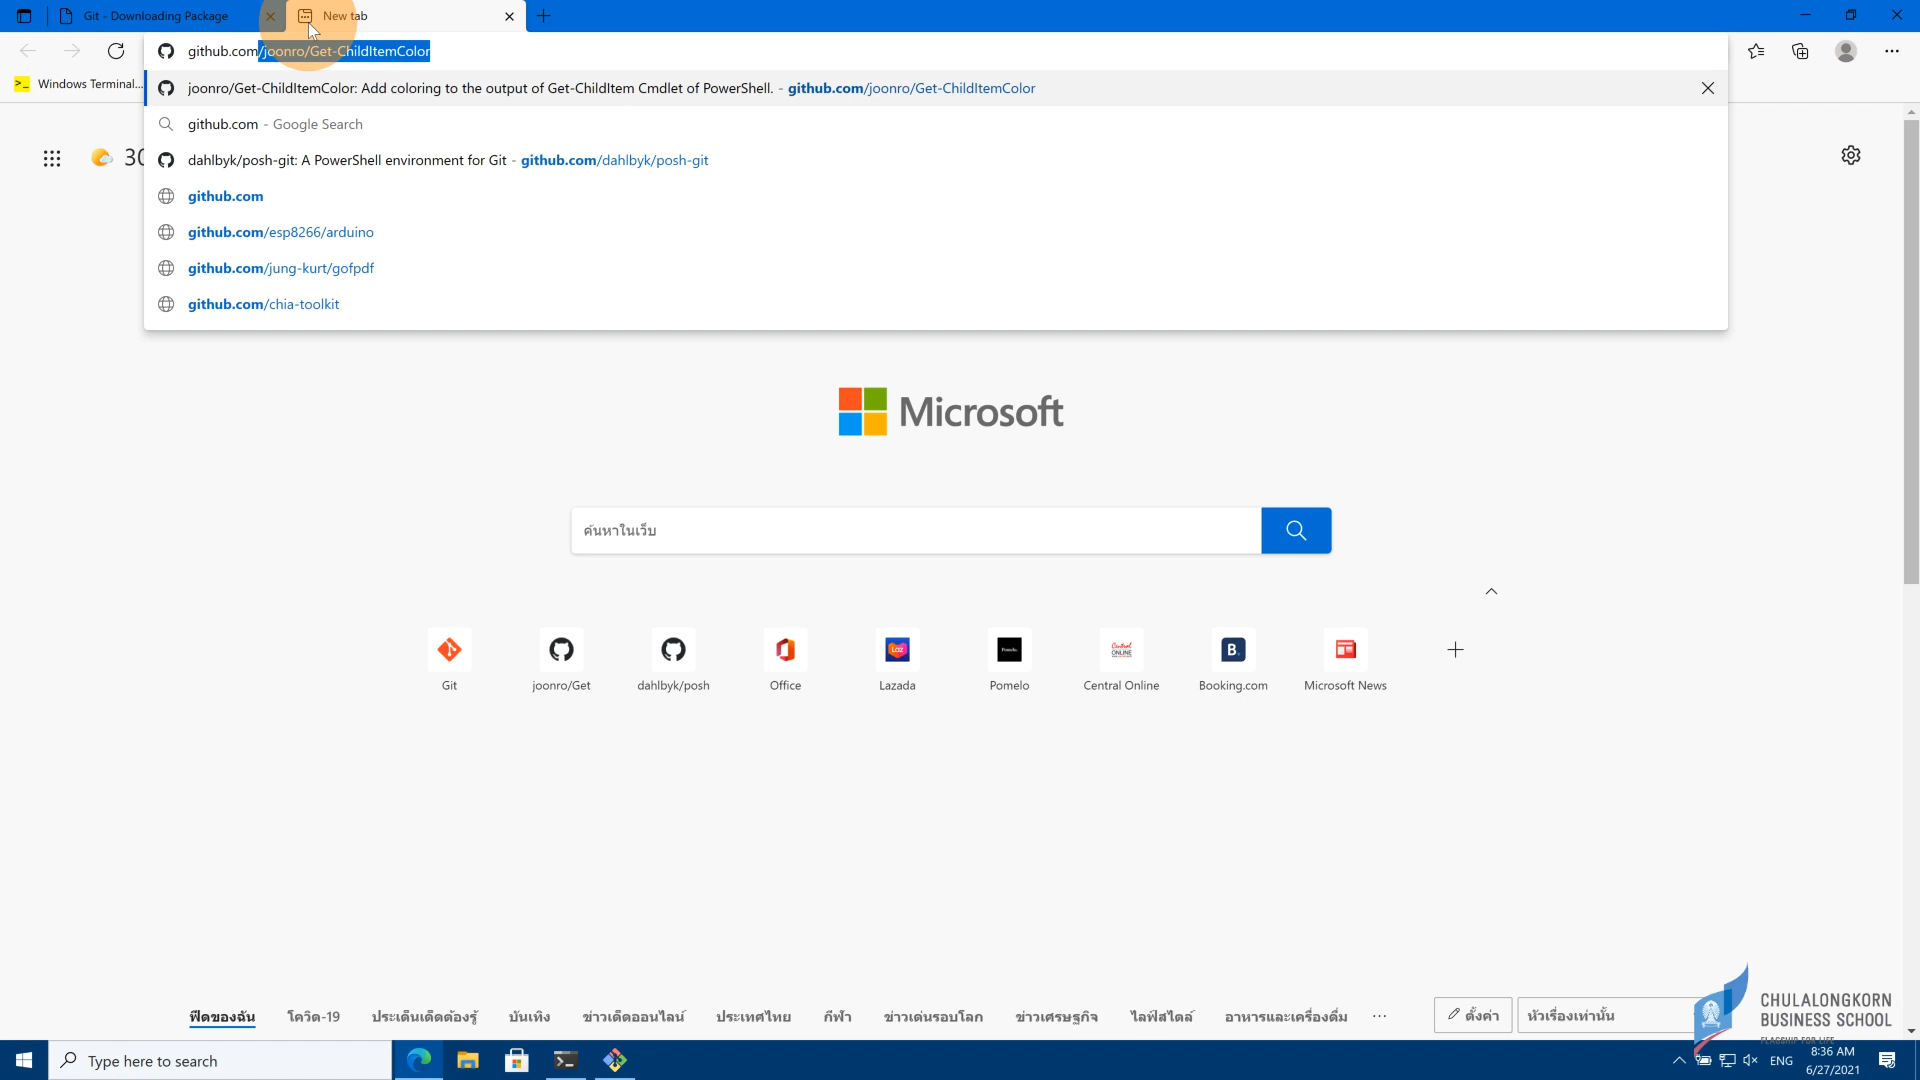 Git - Downloading Package
New tab
github.com/joonro/Get-ChildItemColor
Windows Terminal...
joonro/Get-ChildItemColor: Add coloring to the output of Get-ChildItem Cmdlet of PowerShell. - github.com/joonro/Get-ChildItemColor
github.com - Google Search
dahlbyk/posh-git: A PowerShell environment for Git - github.com/dahlbyk/posh-git
github.com
github.com/esp8266/arduino
github.com/jung-kurt/gofpdf
github.com/chia-toolkit
30
Microsoft
ค้นหาในเว็บ
Git
joonro/Get
dahlbyk/posh
Office
Lazada
Pomelo
Central Online
Booking.com
Microsoft News
ฟีดของฉัน
โควิด-19
ประเด็นเด็ดต้องรู้
บันเทิง
ข่าวเด็ดออนไลน์
ประเทศไทย
กีฬา
ข่าวเด่นรอบโลก
ข่าวเศรษฐกิจ
ไลฟ์สไตล์
อาหารและเครื่องดื่ม
...
ตั้งค่า
หัวเรื่องเท่านั้น
CHULALONGKORN
BUSINESS SCHOOL
FLAGSHIP FOR LIFE
Type here to search
ENG
8:36 AM
6/27/2021